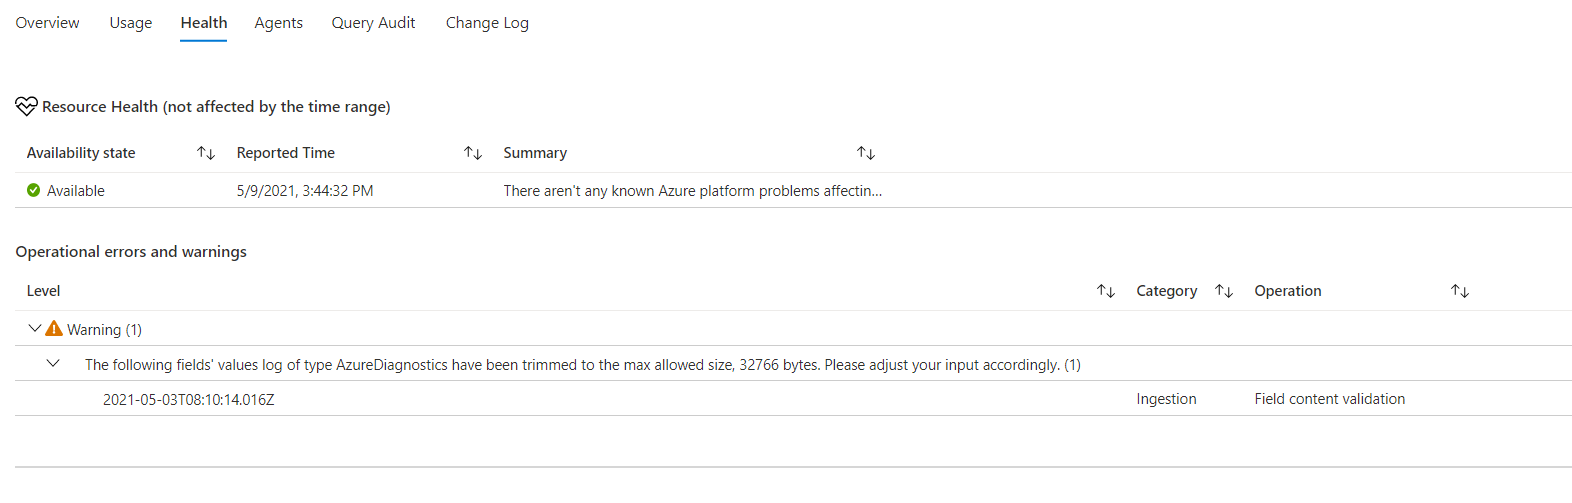 Overview Usage Health Agents Query Audit Change Log
Resource Health (not affected by the time range)
Availability state Reported Time Summary
Available 5/9/2021, 3:44:32 PM There aren't any known Azure platform problems affectin...
Operational errors and warnings
Level Category Operation
Warning (1)
The following fields' values log of type AzureDiagnostics have been trimmed to the max allowed size, 32766 bytes. Please adjust your input accordingly. (1)
2021-05-03T08:10:14.016Z Ingestion Field content validation